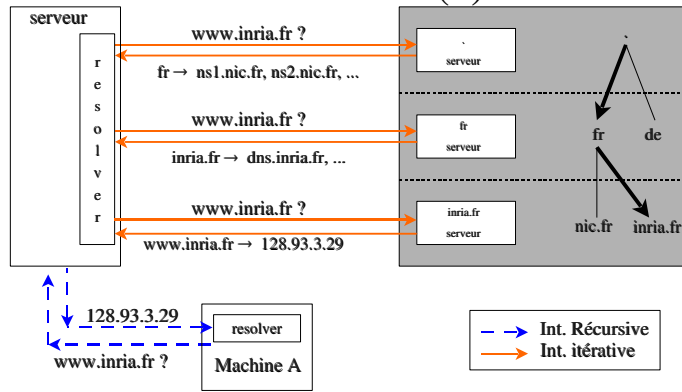 serveur
resolver
www.inria.fr ?
fr → ns1.nic.fr, ns2.nic.fr, ...
www.inria.fr ?
inria.fr → dns.inria.fr, ...
www.inria.fr ?
www.inria.fr → 128.93.3.29
.
serveur
fr
serveur
inria.fr
serveur
.
fr
de
nic.fr
inria.fr
128.93.3.29
www.inria.fr ?
resolver
Machine A
Int. Récursive
Int. itérative